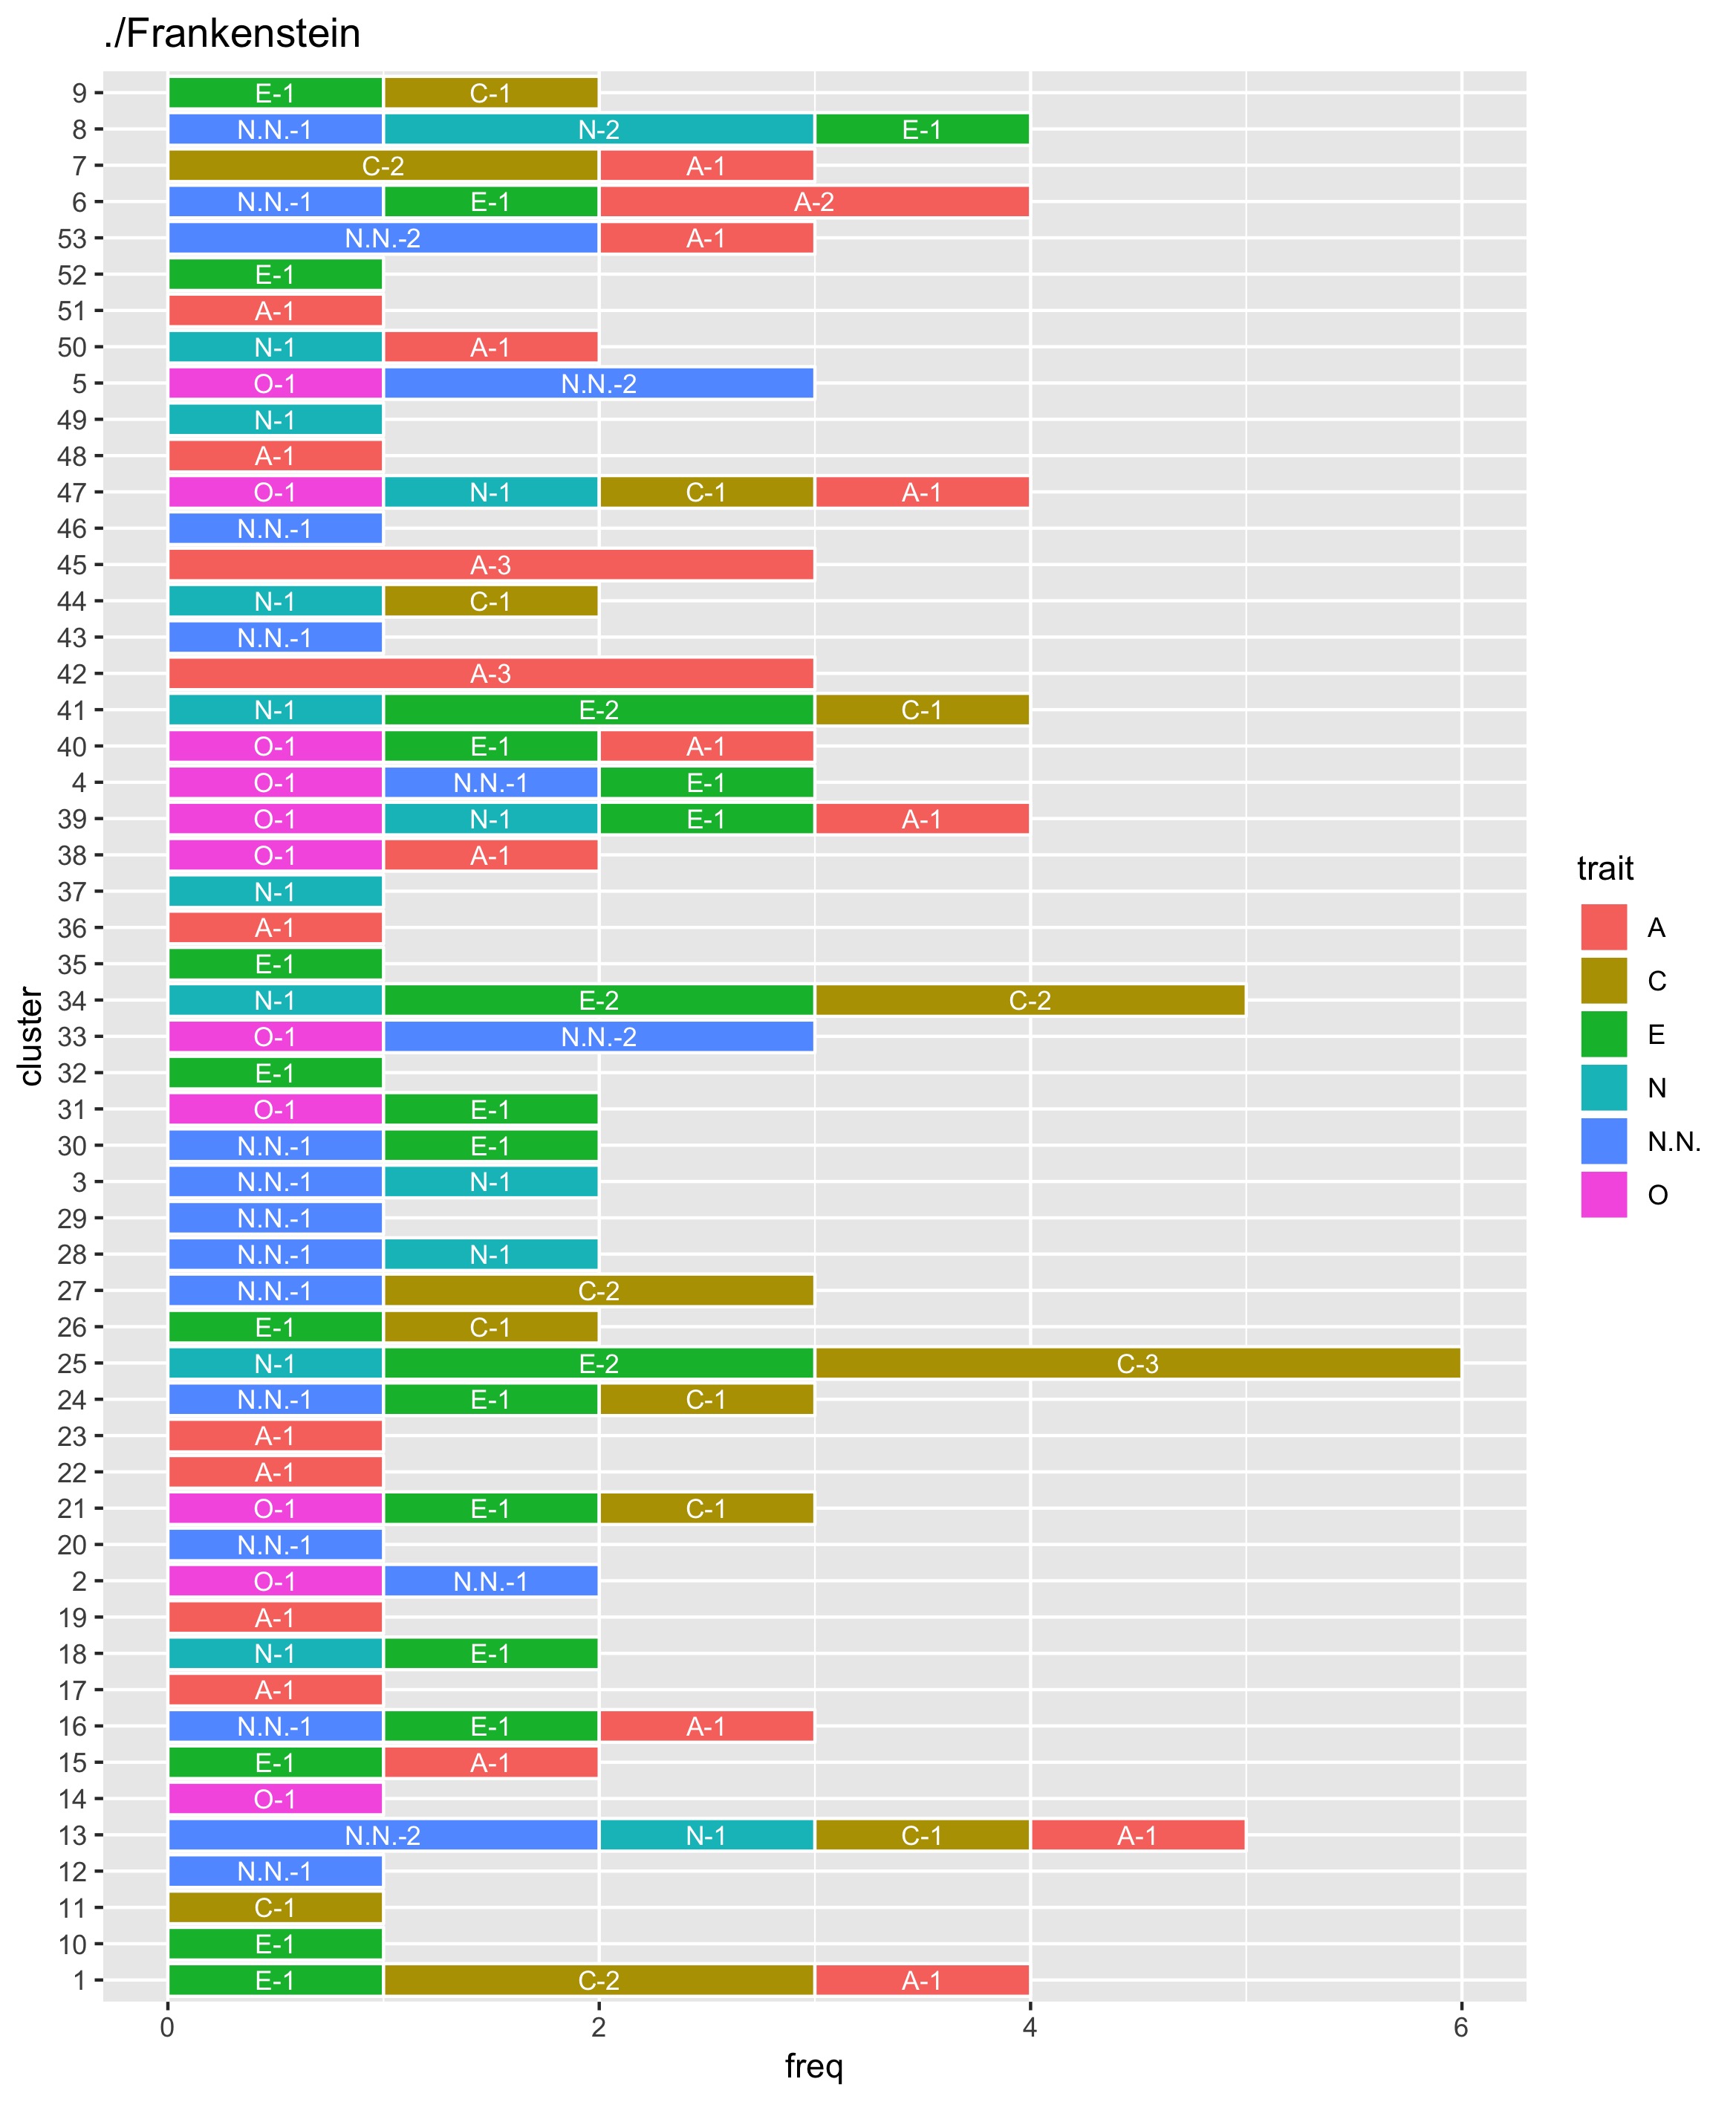 ./Frankenstein
9 E-1 C-1
8 N.N.-1 N-2 E-1
7 C-2 A-1
6 N.N.-1 E-1 A-2
53 N.N.-2 A-1
52 E-1
51 A-1
50 N-1 A-1
5 O-1 N.N.-2
49 N-1
48 A-1
47 O-1 N-1 C-1 A-1
46 N.N.-1
45 A-3
44 N-1 C-1
43 N.N.-1
42 A-3
41 N-1 E-2 C-1
40 O-1 E-1 A-1
4 O-1 N.N.-1 E-1
39 O-1 N-1 E-1 A-1
38 O-1 A-1
37 N-1
36 A-1
35 E-1
34 N-1 E-2 C-2
33 O-1 N.N.-2
32 E-1
31 O-1 E-1
30 N.N.-1 E-1
3 N.N.-1 N-1
29 N.N.-1
28 N.N.-1 N-1
27 N.N.-1 C-2
26 E-1 C-1
25 N-1 E-2 C-3
24 N.N.-1 E-1 C-1
23 A-1
22 A-1
21 O-1 E-1 C-1
20 N.N.-1
2 O-1 N.N.-1
19 A-1
18 N-1 E-1
17 A-1
16 N.N.-1 E-1 A-1
15 E-1 A-1
14 O-1
13 N.N.-2 N-1 C-1 A-1
12 N.N.-1
11 C-1
10 E-1
1 E-1 C-2 A-1
0 2 4 6
freq
cluster
trait
A
C
E
N
N.N.
O